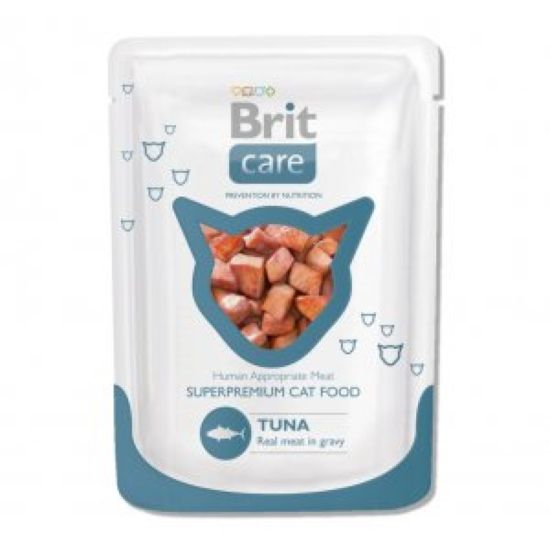 Brit
care
PREVENTION BY NUTRITION
Human Appropriate Meat
SUPERPREMIUM CAT FOOD
TUNA
Real meat in gravy